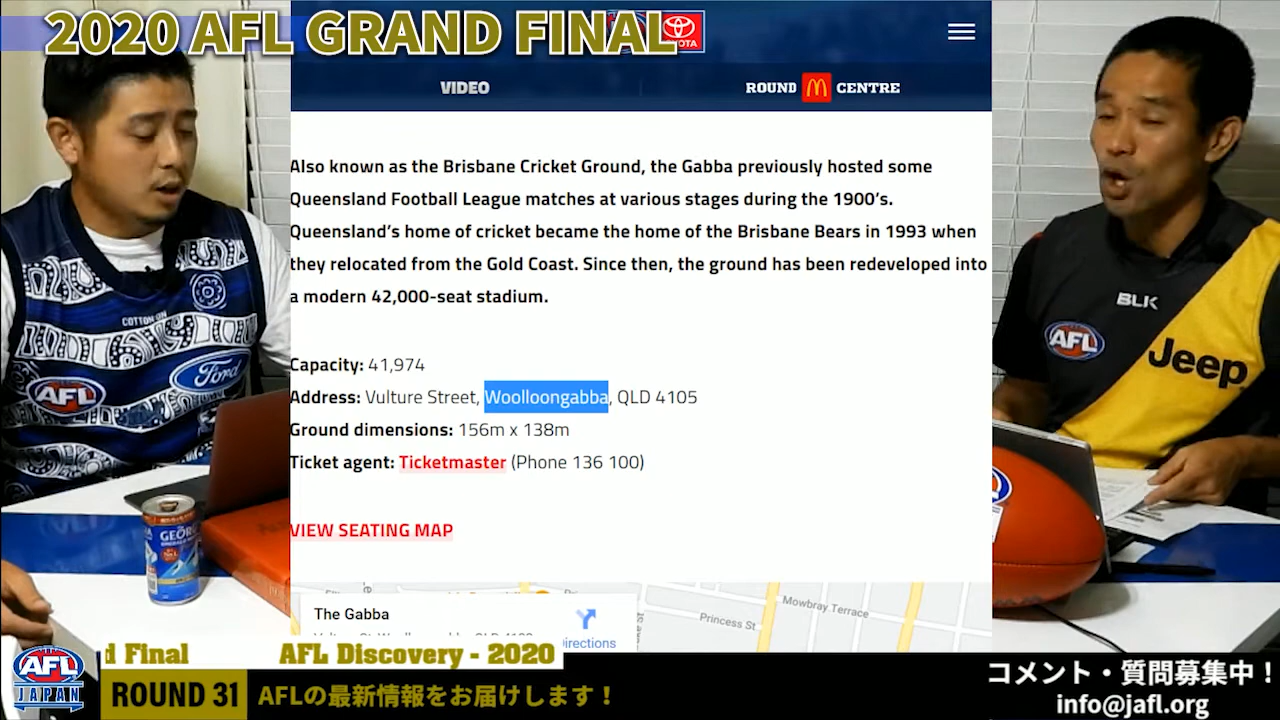 2020 AFL GRAND FINAL
VIDEO
ROUND
CENTRE
Also known as the Brisbane Cricket Ground, the Gabba previously hosted some
Queensland Football League matches at various stages during the 1900's.
Queensland's home of cricket became the home of the Brisbane Bears in 1993 when
they relocated from the Gold Coast. Since then, the ground has been redeveloped into
a modern 42,000-seat stadium.
Capacity: 41,974
Address: Vulture Street, Woolloongabba, QLD 4105
Ground dimensions: 156m x 138m
Ticket agent: Ticketmaster (Phone 136 100)
VIEW SEATING MAP
The Gabba
Directions
Princess St
Mowbray Terrace
COTTON:ON
Ford
AFL
GEORGIA
BLK
AFL
Jeep
d Final
AFL Discovery - 2020
AFL
JAPAN
ROUND 31
AFLの最新情報をお届けします！
コメント・質問募集中！
info@jafl.org